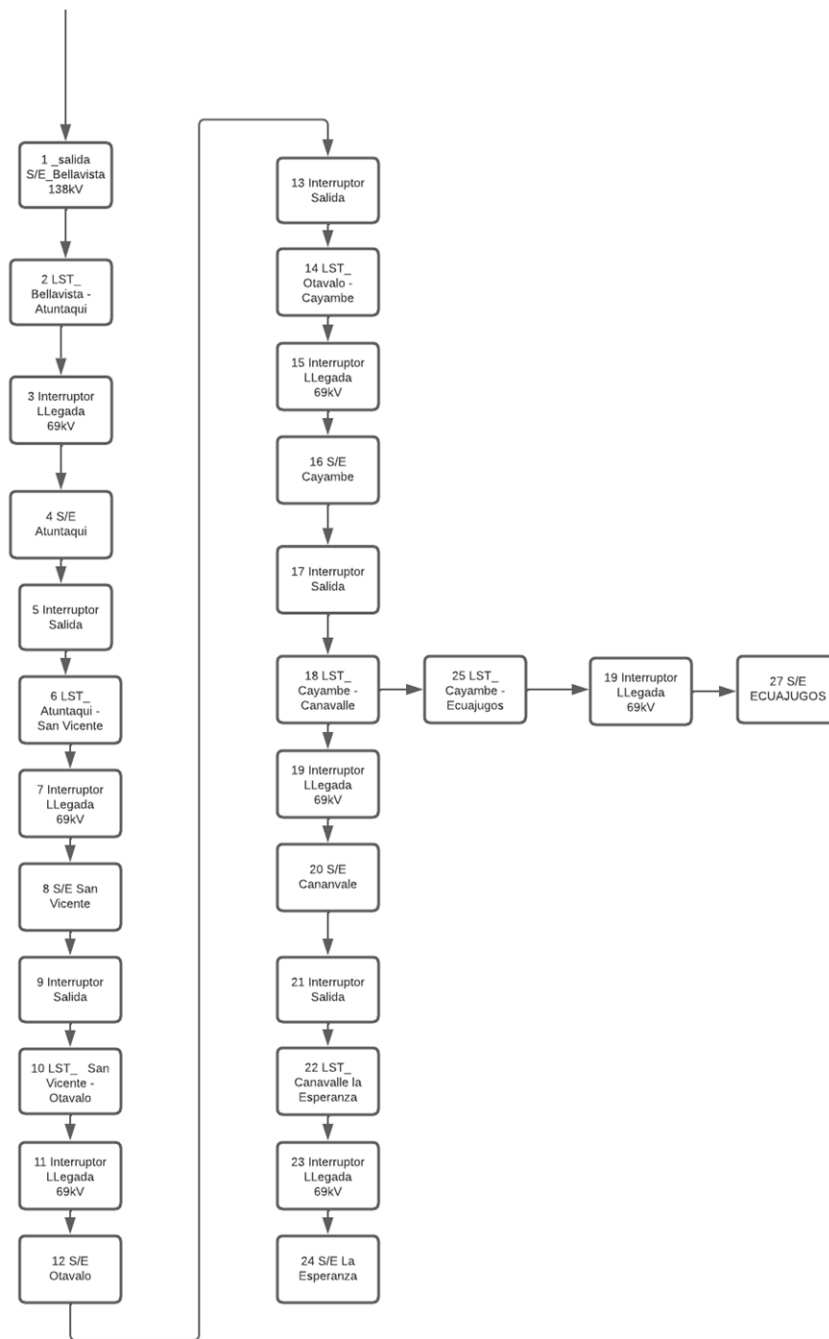 1 _salida
S/E_Bellavista
138kV
2 LST_
Bellavista -
Atuntaqui
3 Interruptor
LLegada
69kV
4 S/E
Atuntaqui
5 Interruptor
Salida
6 LST_
Atuntaqui -
San Vicente
7 Interruptor
LLegada
69kV
8 S/E San
Vicente
9 Interruptor
Salida
10 LST_ San
Vicente -
Otavalo
11 Interruptor
LLegada
69kV
12 S/E
Otavalo
13 Interruptor
Salida
14 LST_
Otavalo -
Cayambe
15 Interruptor
LLegada
69kV
16 S/E
Cayambe
17 Interruptor
Salida
18 LST_
Cayambe -
Canavalle
25 LST_
Cayambe -
Ecuajugos
19 Interruptor
LLegada
69kV
27 S/E
ECUAJUGOS
19 Interruptor
LLegada
69kV
20 S/E
Cananvale
21 Interruptor
Salida
22 LST_
Canavalle la
Esperanza
23 Interruptor
LLegada
69kV
24 S/E La
Esperanza